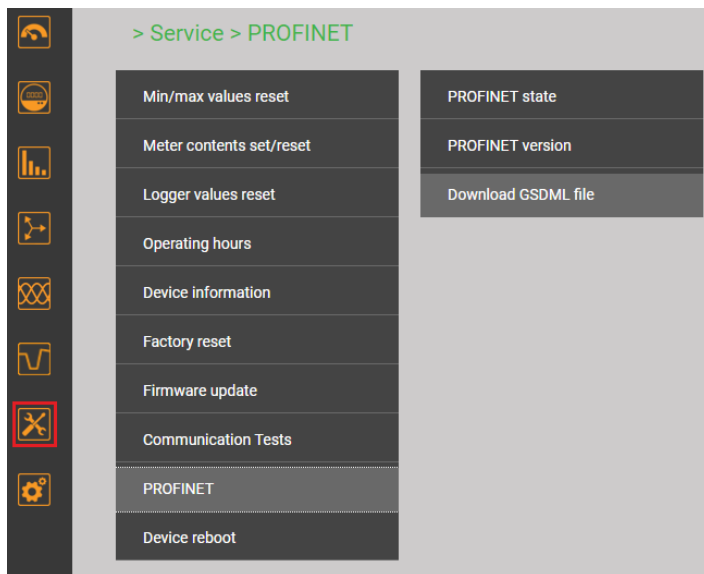 > Service > PROFINET
Min/max values reset
Meter contents set/reset
Logger values reset
Operating hours
Device information
Factory reset
Firmware update
Communication Tests
PROFINET
Device reboot
PROFINET state
PROFINET version
Download GSDML file